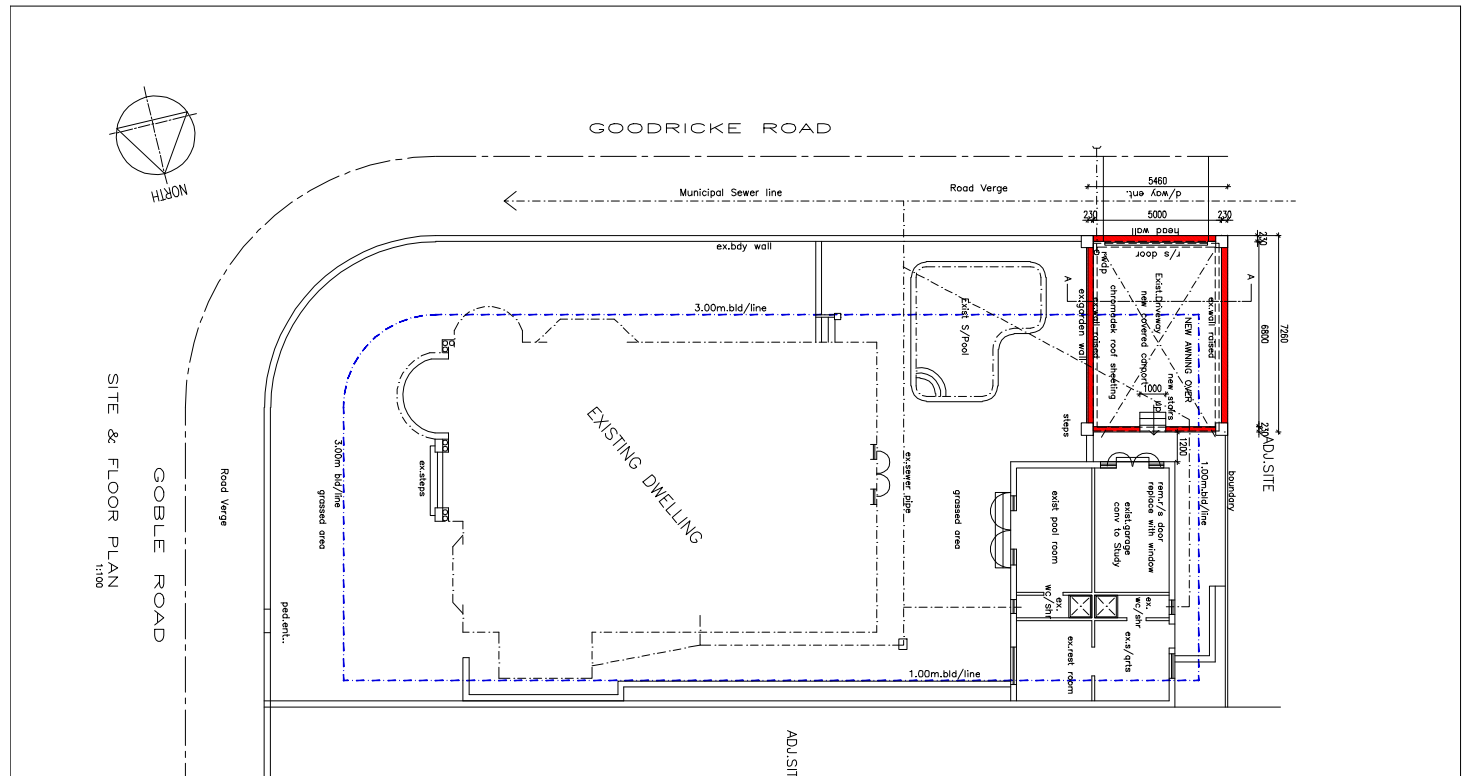 NORTH
GOODRICKE ROAD
Municipal Sewer line
Road Verge
5460
d/way ent.
230
5000
230
head wall
r/s door
230
ex.bdy wall
3.00m.bld/line
Exist S/Pool
ex.garden wall
ex.wall raised
rwdp
A
A
chromadek roof sheeting
new covered carport
Exist.Driveway
NEW AWNING OVER
new stairs
1000
up
ex.wall raised
6800
7260
230
1200
ADJ.SITE
boundary
1.00m.bld/line
steps
EXISTING DWELLING
ex.steps
3.00m bld/line
grassed area
ex.sewer pipe
grassed area
exist pool room
rem.r/s door
replace with window
exist.garage
conv to Study
ex.
wc/shr
ex.
wc/shr
ex.rest room
ex.s/qrts
1.00m.bld/line
ped.ent..
Road Verge
GOBLE ROAD
SITE & FLOOR PLAN
1:100
ADJ.SIT